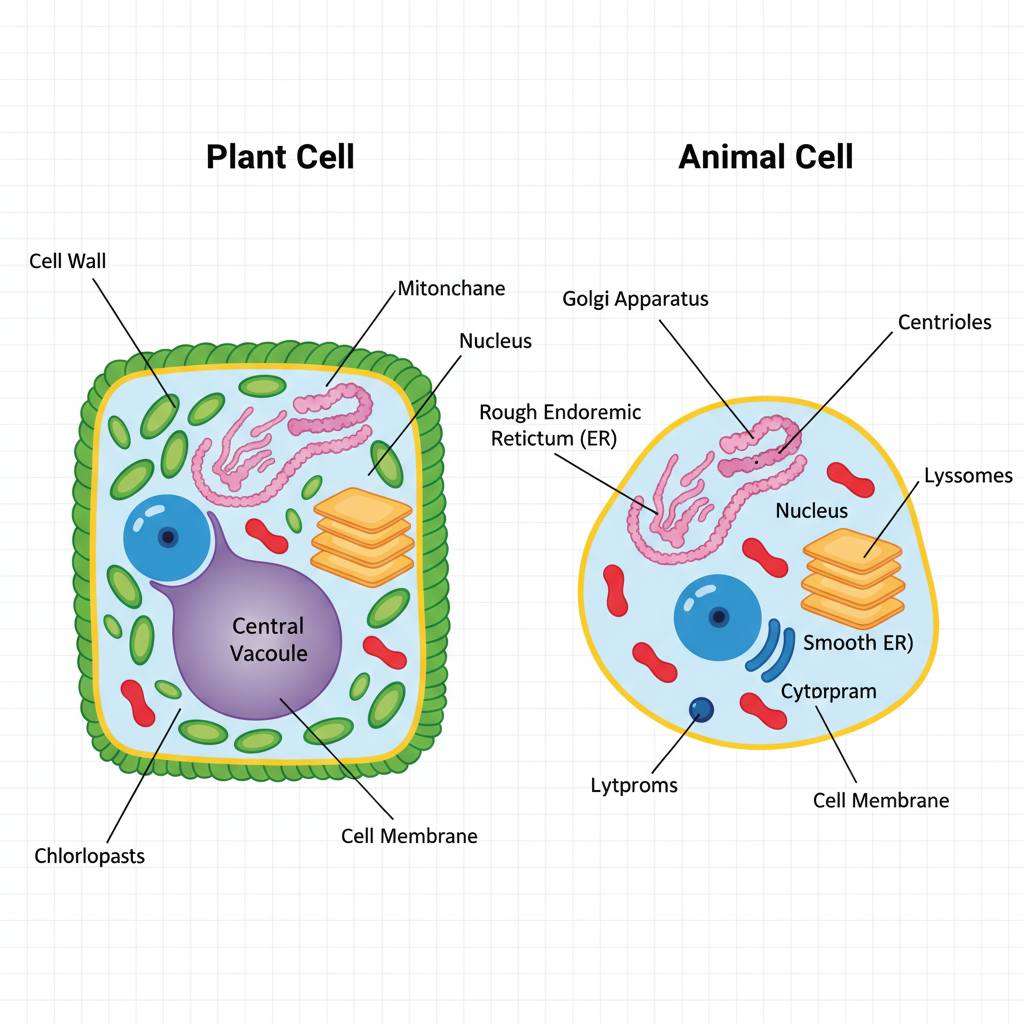 Plant Cell
Animal Cell
Cell Wall
Mitonchane
Nucleus
Chlorlopasts
Central
Vacoule
Cell Membrane
Golgi Apparatus
Centrioles
Rough Endoremic
Retictum (ER)
Lyssomes
Nucleus
Smooth ER)
Cytorpram
Lytproms
Cell Membrane